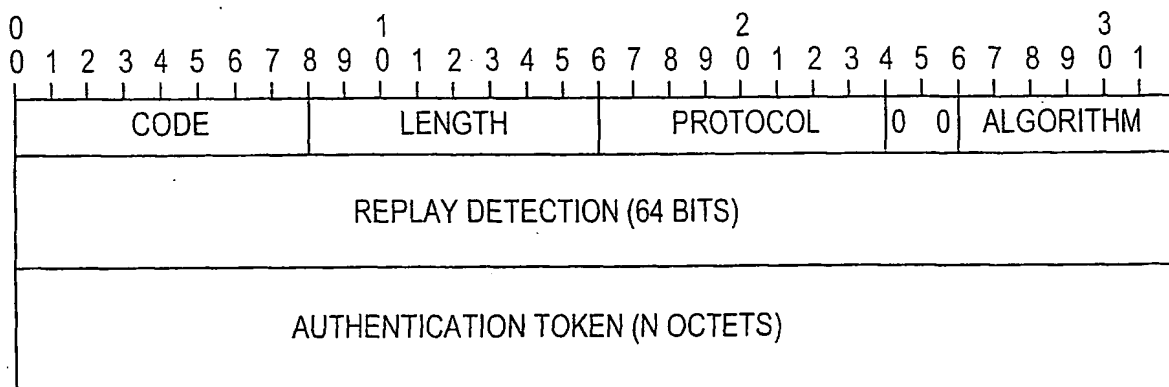 0 1 2 3
0 1 2 3 4 5 6 7 8 9 0 1 2 3 4 5 6 7 8 9 0 1 2 3 4 5 6 7 8 9 0 1
CODE LENGTH PROTOCOL 0 0 ALGORITHM
REPLAY DETECTION (64 BITS)
AUTHENTICATION TOKEN (N OCTETS)